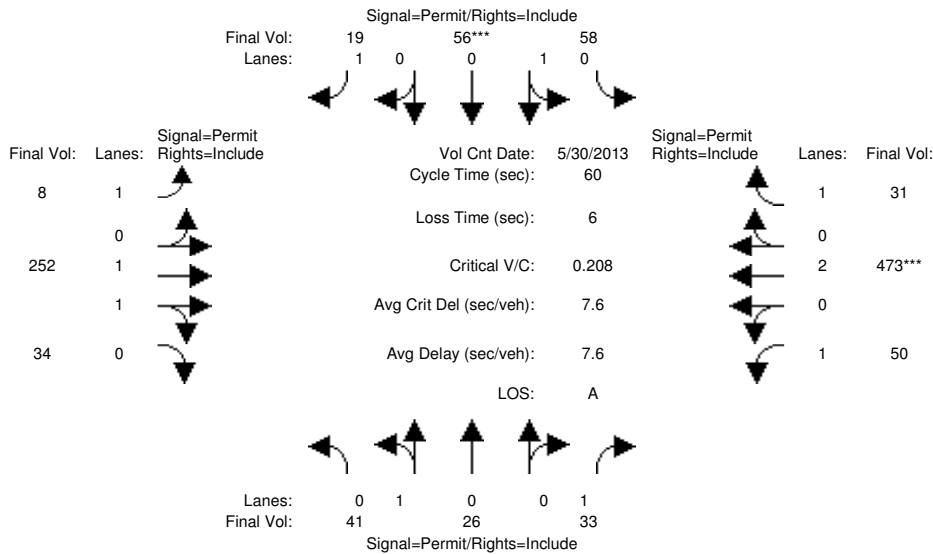 Signal=Permit/Rights=Include
Final Vol: 19 56*** 58
Lanes: 1 0 0 1 0
Signal=Permit
Final Vol: Lanes: Rights=Include
Vol Cnt Date: 5/30/2013
Signal=Permit
Rights=Include Lanes: Final Vol:
Cycle Time (sec): 60
8 1
1 31
Loss Time (sec): 6
0
0
252 1
Critical V/C: 0.208
2 473***
1
Avg Crit Del (sec/veh): 7.6
0
34 0
Avg Delay (sec/veh): 7.6
1 50
LOS: A
Lanes: 0 1 0 0 1
Final Vol: 41 26 33
Signal=Permit/Rights=Include